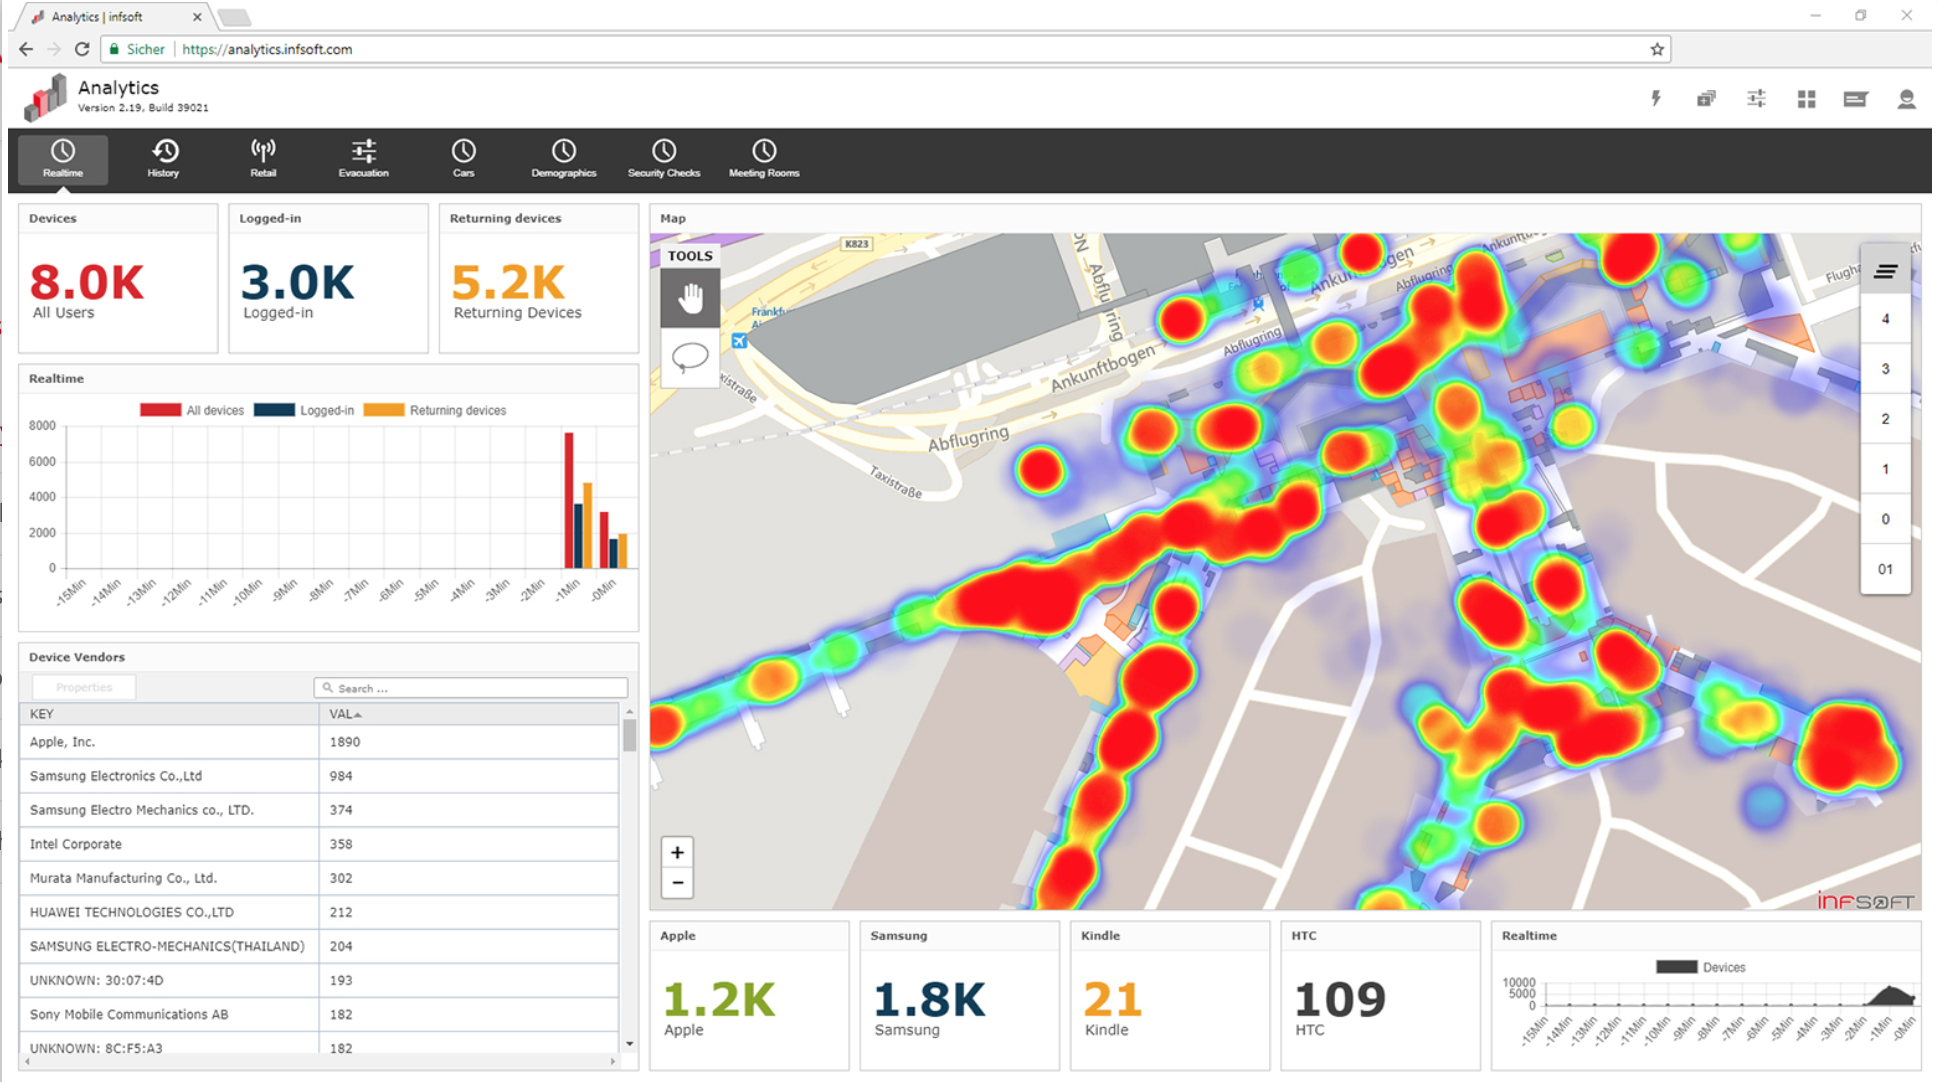 Analytics | infsoft
Sicher
https://analytics.infsoft.com
Analytics
Version 2.19, Build 39021
Realtime
History
Retail
Evacuation
Cars
Demographics
Security Checks
Meeting Rooms
Devices
8.0K
All Users
Logged-in
3.0K
Logged-in
Returning devices
5.2K
Returning Devices
Realtime
All devices
Logged-in
Returning devices
8000
6000
4000
2000
0
-15Min
-14Min
-13Min
-12Min
-11Min
-10Min
-9Min
-8Min
-7Min
-6Min
-5Min
-4Min
-3Min
-2Min
-1Min
-0Min
Device Vendors
Properties
Search ...
KEY VAL
Apple, Inc. 1890
Samsung Electronics Co.,Ltd 984
Samsung Electro Mechanics co., LTD. 374
Intel Corporate 358
Murata Manufacturing Co., Ltd. 302
HUAWEI TECHNOLOGIES CO.,LTD 212
SAMSUNG ELECTRO-MECHANICS(THAILAND) 204
UNKNOWN: 30:07:4D 193
Sony Mobile Communications AB 182
UNKNOWN: 8C:F5:A3 182
Map
TOOLS
K823
Abflugring
Ankunftbogen
Abflugring
Abflugring
Ankunftbogen
Abflugring
Taxistraße
4
3
2
1
0
01
+
−
infsoft
Apple
1.2K
Apple
Samsung
1.8K
Samsung
Kindle
21
Kindle
HTC
109
HTC
Realtime
Devices
10000
5000
0
-15Min
-14Min
-13Min
-12Min
-11Min
-10Min
-9Min
-8Min
-7Min
-6Min
-5Min
-4Min
-3Min
-2Min
-1Min
-0Min